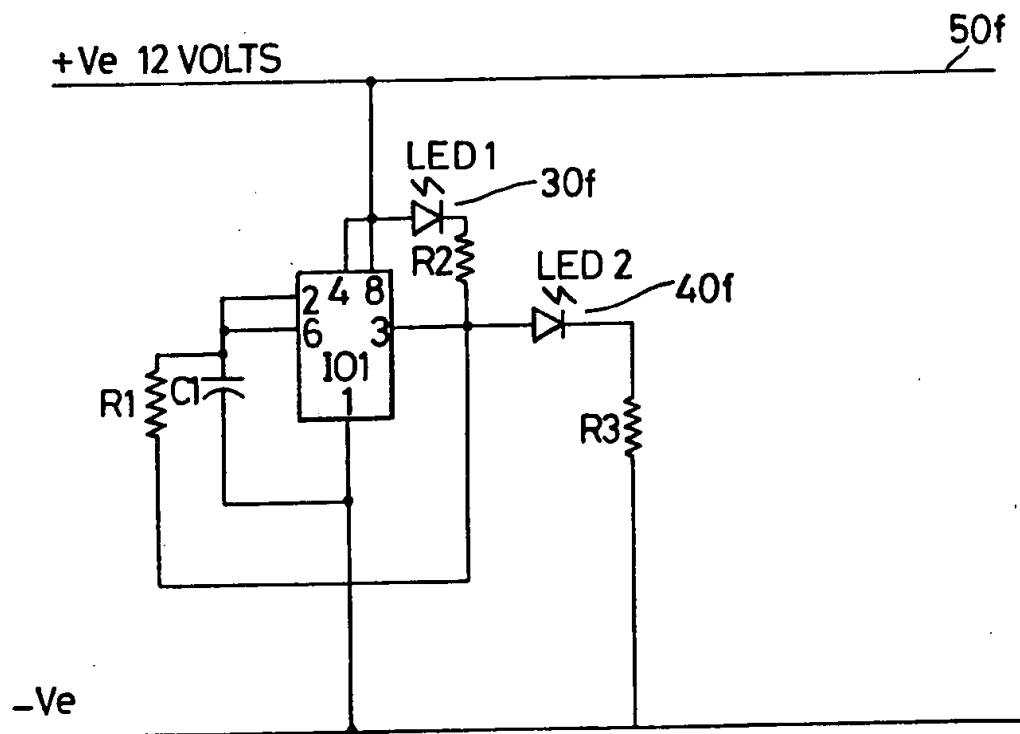 50f
+Ve 12 VOLTS
LED 1
30f
R2
LED 2
40f
2 4 8
6 3
IO1
1
R1
C1
R3
-Ve